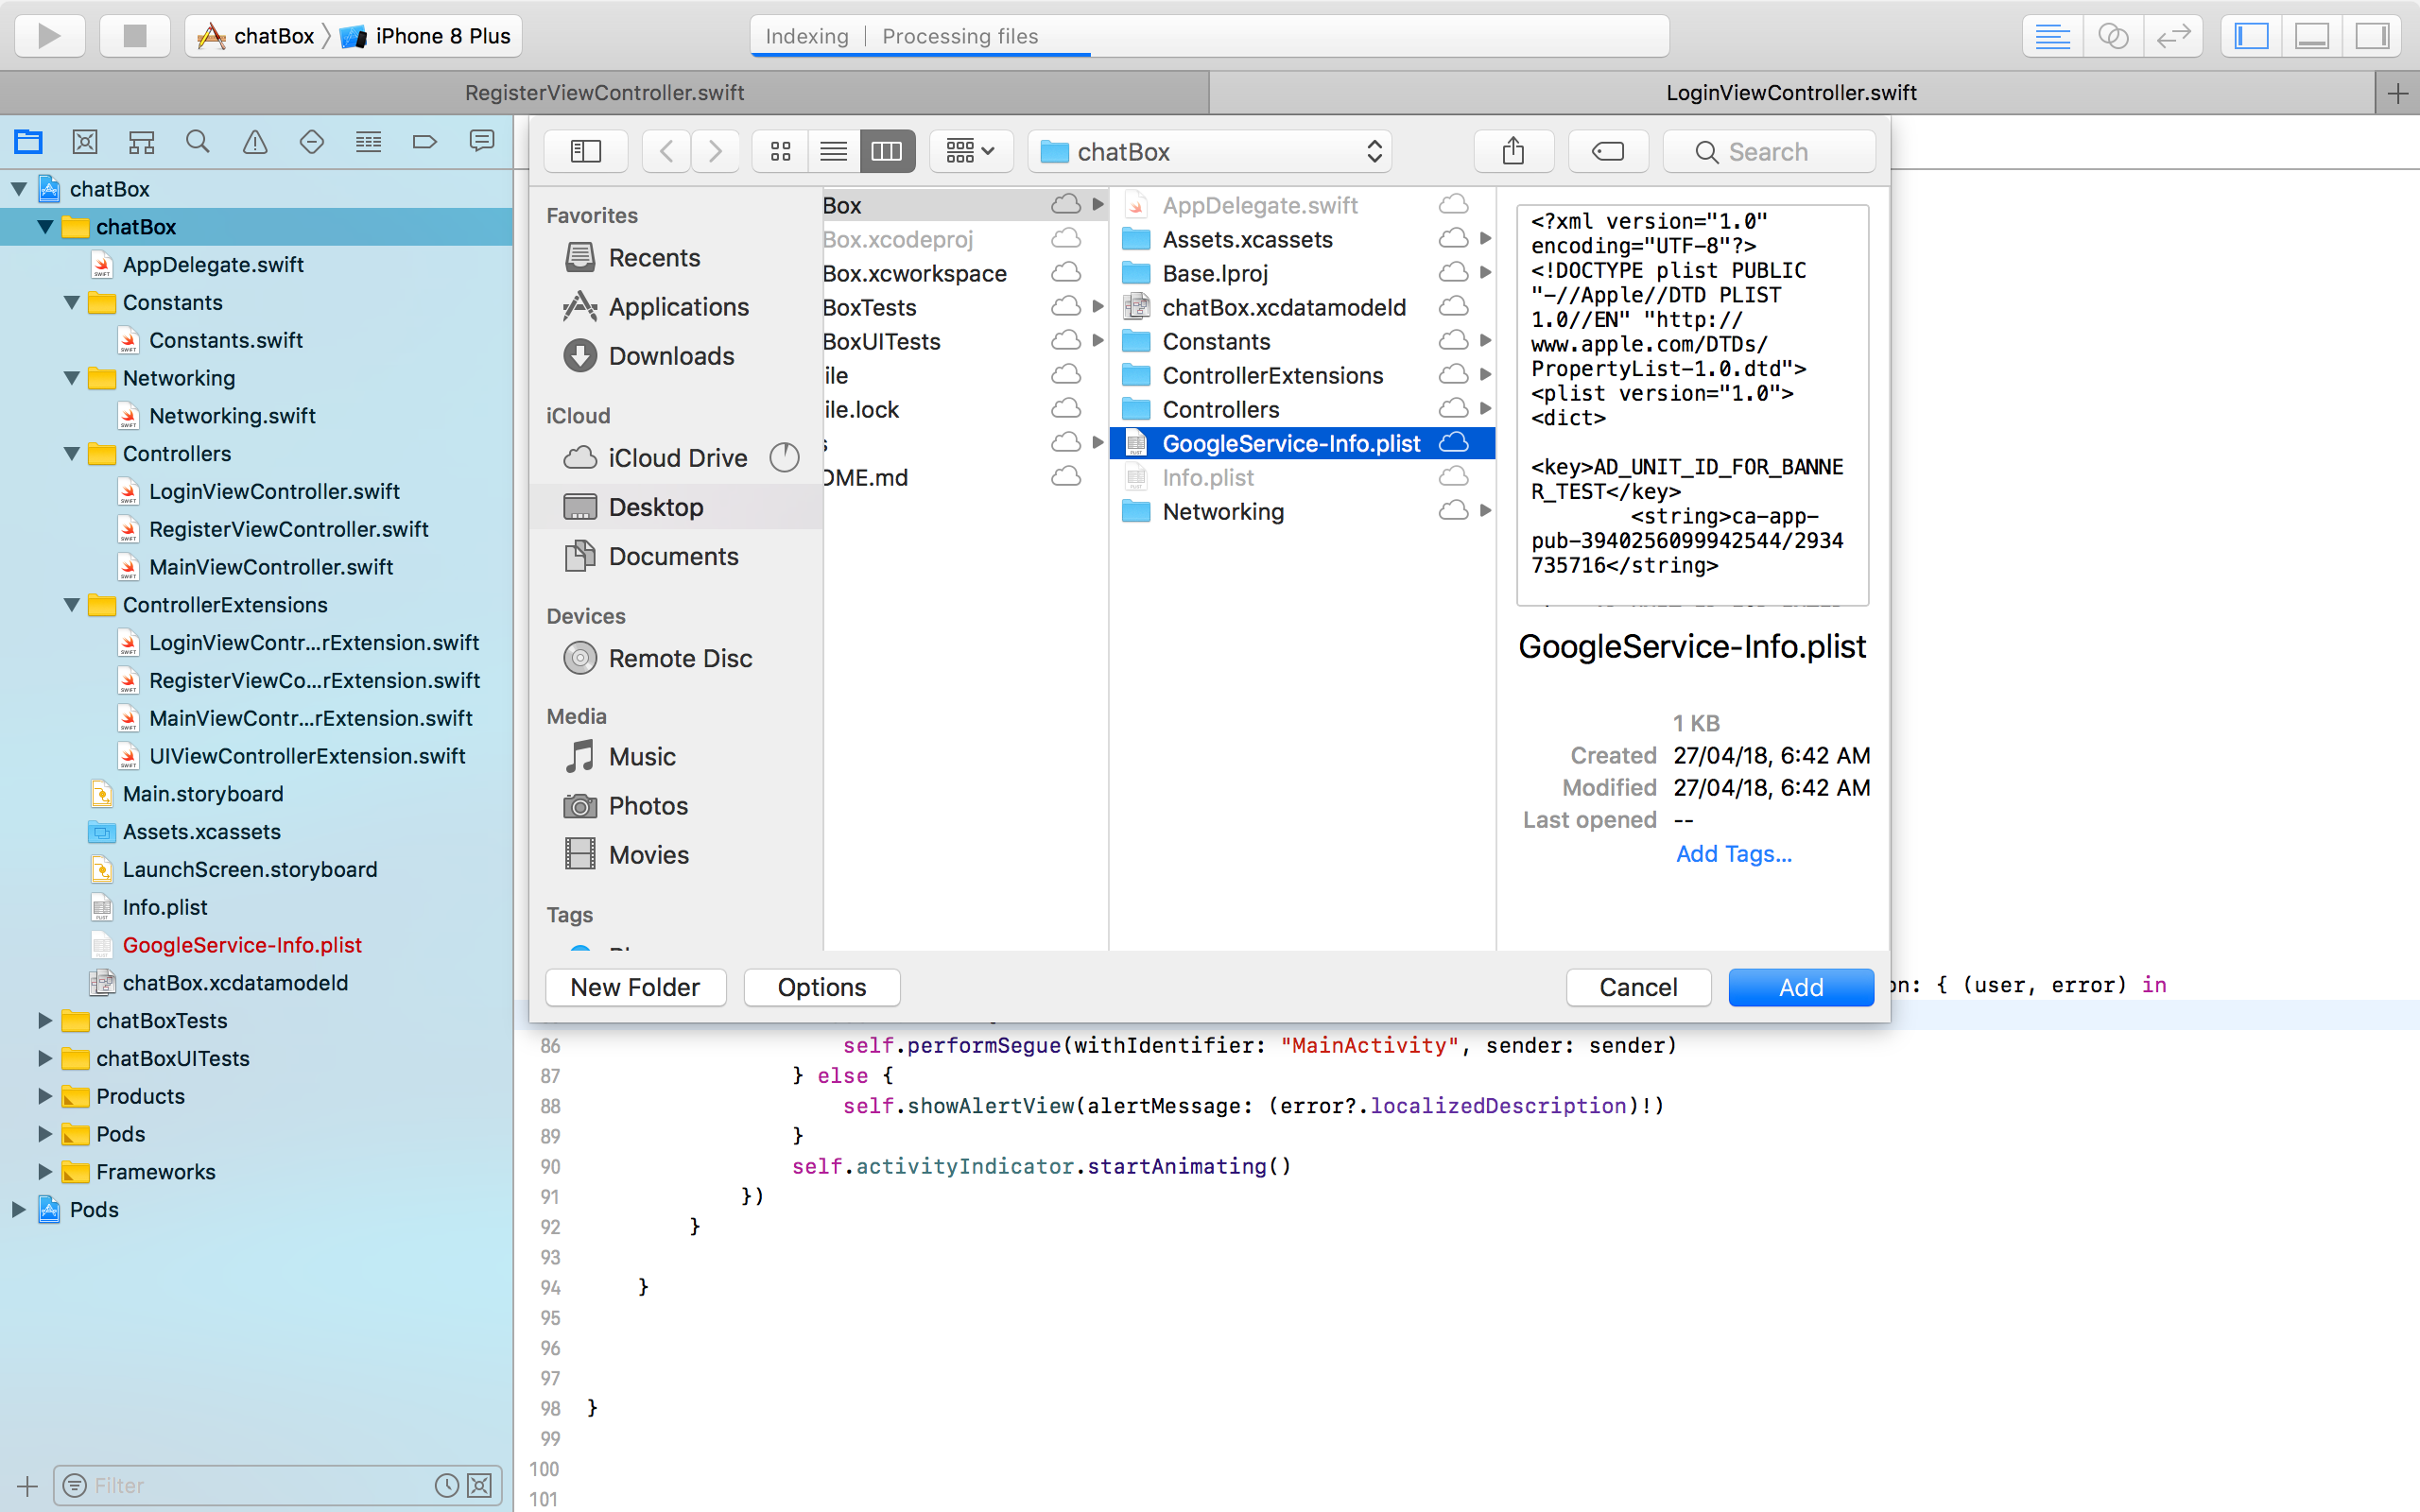 chatBox
iPhone 8 Plus
Indexing | Processing files
RegisterViewController.swift
LoginViewController.swift
chatBox
chatBox
AppDelegate.swift
Constants
Constants.swift
Networking
Networking.swift
Controllers
LoginViewController.swift
RegisterViewController.swift
MainViewController.swift
ControllerExtensions
LoginViewContr...rExtension.swift
RegisterViewCo...rExtension.swift
MainViewContr...rExtension.swift
UIViewControllerExtension.swift
Main.storyboard
Assets.xcassets
LaunchScreen.storyboard
Info.plist
GoogleService-Info.plist
chatBox.xcdatamodeld
chatBoxTests
chatBoxUITests
Products
Pods
Frameworks
Pods
Filter
chatBox
Search
Favorites
Recents
Applications
Downloads
iCloud
iCloud Drive
Desktop
Documents
Devices
Remote Disc
Media
Music
Photos
Movies
Tags
Box
Box.xcodeproj
Box.xcworkspace
BoxTests
BoxUITests
ile
ile.lock
OME.md
AppDelegate.swift
Assets.xcassets
Base.lproj
chatBox.xcdatamodeld
Constants
ControllerExtensions
Controllers
GoogleService-Info.plist
Info.plist
Networking
<?xml version="1.0"
encoding="UTF-8"?>
<!DOCTYPE plist PUBLIC
"-//Apple//DTD PLIST
1.0//EN" "http://
www.apple.com/DTDs/
PropertyList-1.0.dtd">
<plist version="1.0">
<dict>
<key>AD_UNIT_ID_FOR_BANNE
R_TEST</key>
<string>ca-app-
pub-3940256099942544/2934
735716</string>
GoogleService-Info.plist
1 KB
Created 27/04/18, 6:42 AM
Modified 27/04/18, 6:42 AM
Last opened --
Add Tags...
New Folder
Options
Cancel
Add
on: { (user, error) in
86 self.performSegue(withIdentifier: "MainActivity", sender: sender)
87 } else {
88 self.showAlertView(alertMessage: (error?.localizedDescription)!)
89 }
90 self.activityIndicator.startAnimating()
91 })
92 }
93
94 }
95
96
97
98 }
99
100
101